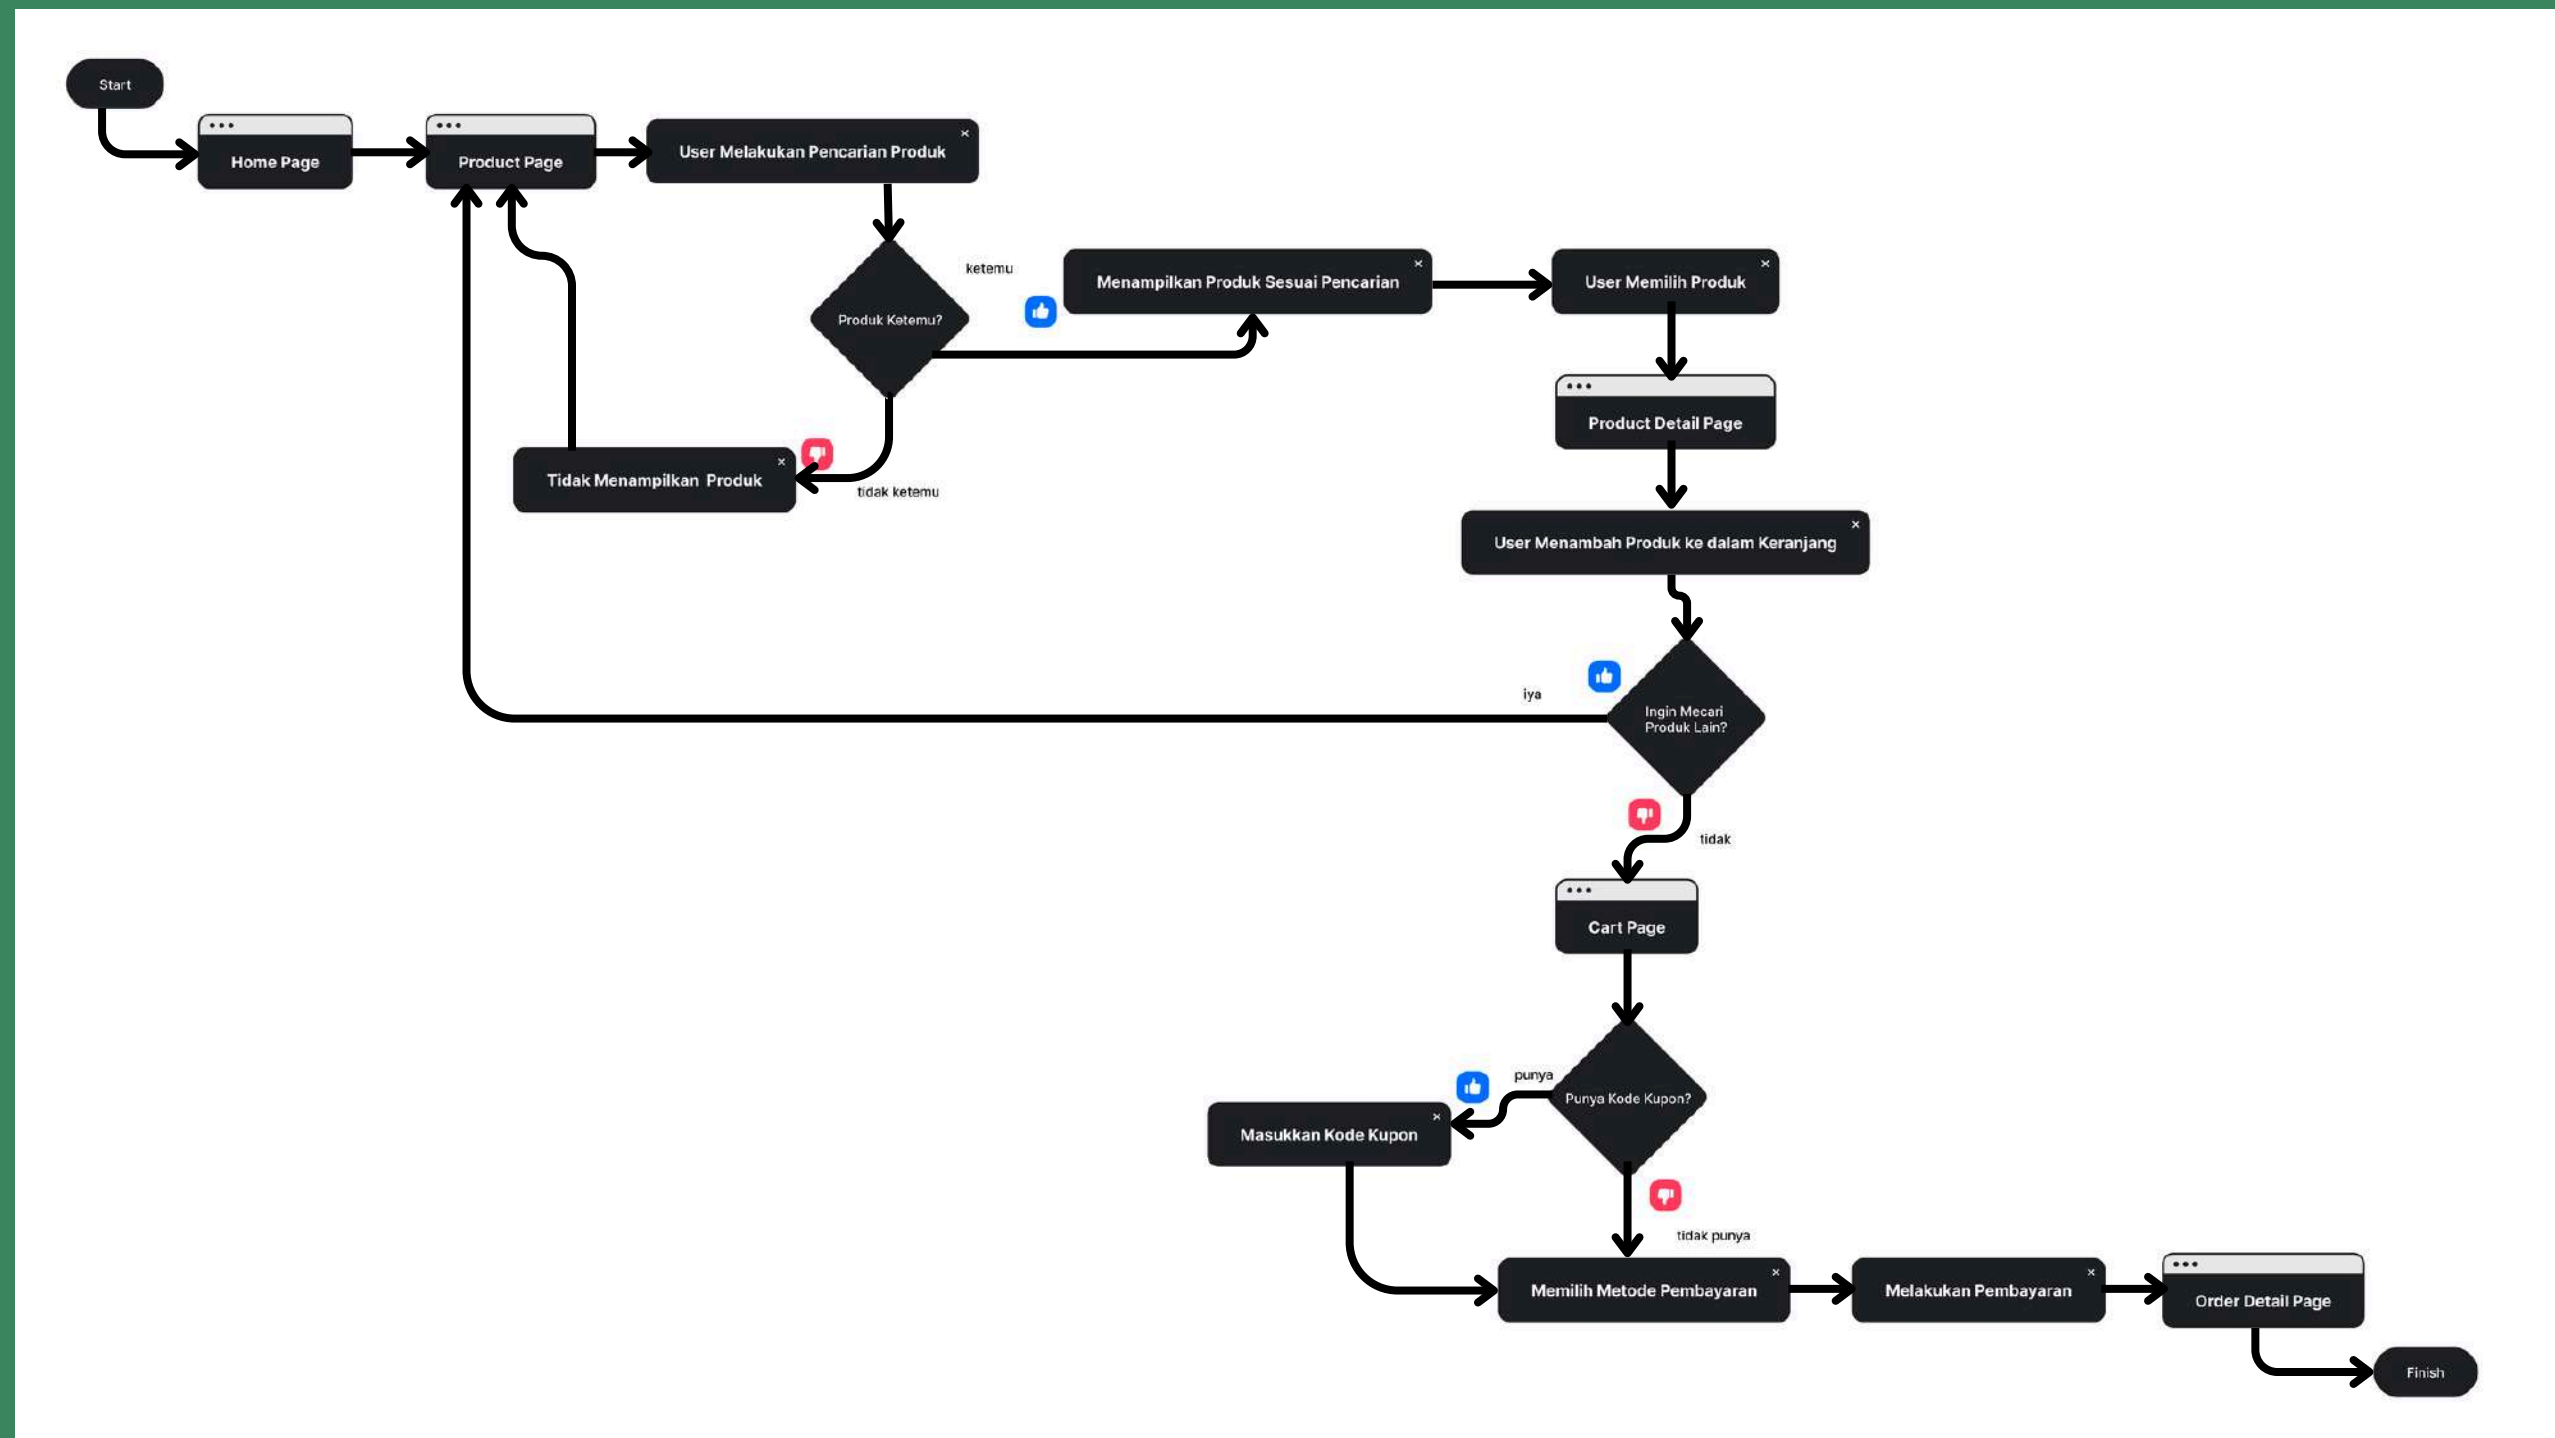 Start
Home Page
Product Page
User Melakukan Pencarian Produk
Produk Ketemu?
ketemu
Menampilkan Produk Sesuai Pencarian
User Memilih Produk
Tidak Menampilkan Produk
tidak ketemu
Product Detail Page
User Menambah Produk ke dalam Keranjang
iya
Ingin Mecari
Produk Lain?
tidak
Cart Page
punya
Punya Kode Kupon?
Masukkan Kode Kupon
tidak punya
Memilih Metode Pembayaran
Melakukan Pembayaran
Order Detail Page
Finish